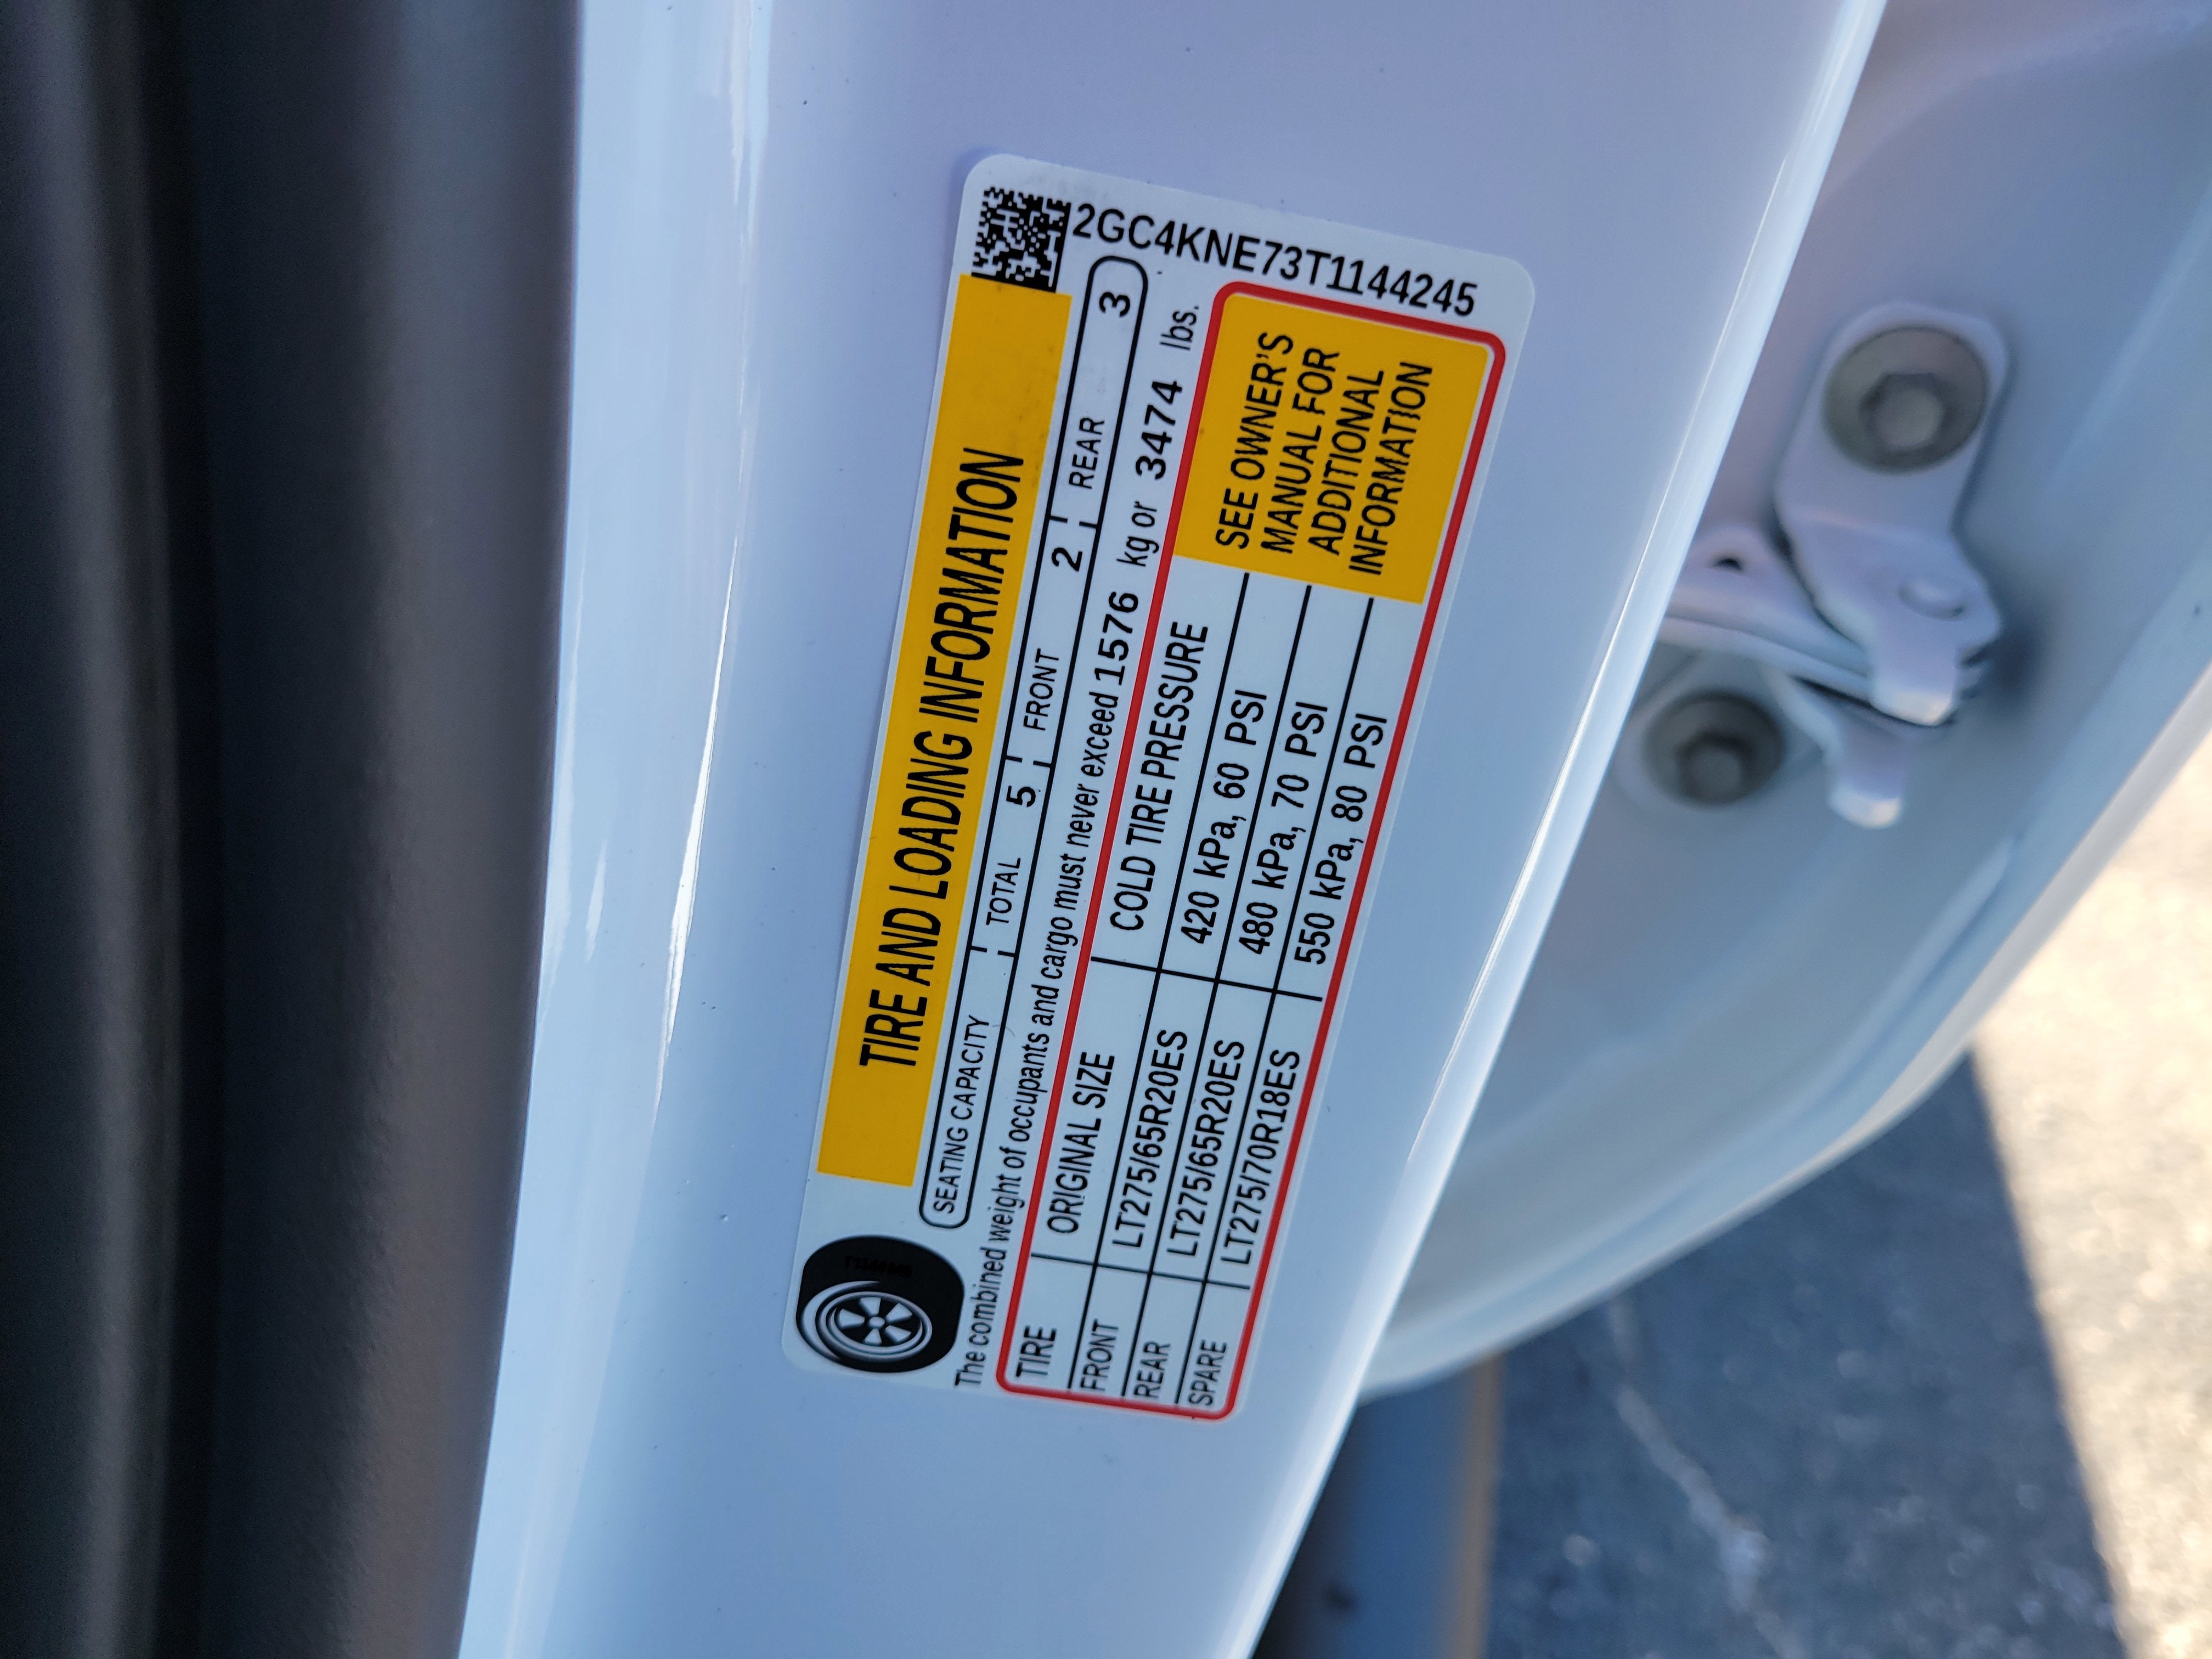 2GC4KNE73T1144245
TIRE AND LOADING INFORMATION
SEATING CAPACITY TOTAL 5 FRONT 2 REAR 3
The combined weight of occupants and cargo must never exceed 1576 kg or 3474 lbs.
TIRE ORIGINAL SIZE COLD TIRE PRESSURE
FRONT LT275/65R20ES 420 kPa, 60 PSI
REAR LT275/65R20ES 480 kPa, 70 PSI
SPARE LT275/70R18ES 550 kPa, 80 PSI
SEE OWNER'S
MANUAL FOR
ADDITIONAL
INFORMATION